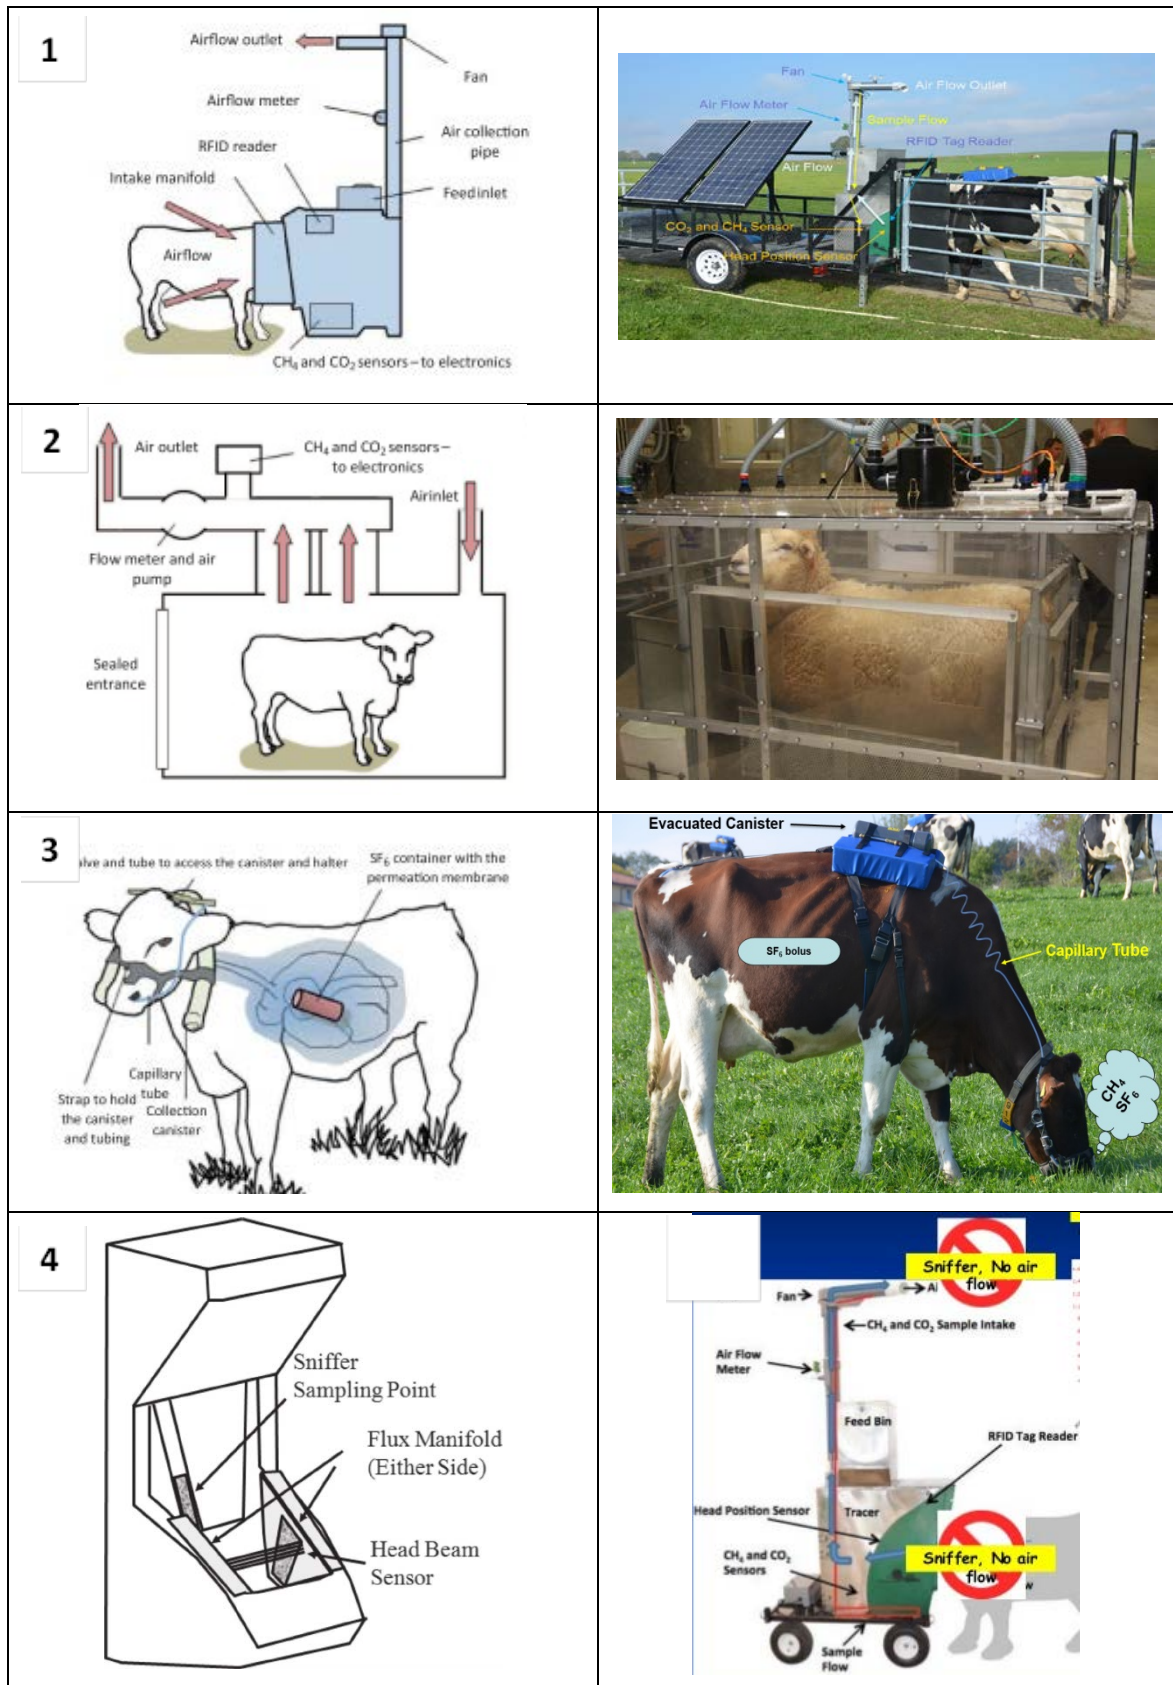 1
Airflow outlet
Fan
Airflow meter
Air collection
pipe
RFID reader
Intake manifold
Feed inlet
Airflow
CH₄ and CO₂ sensors – to electronics
Fan
Air Flow Outlet
Air Flow Meter
Sample Flow
RFID Tag Reader
Air Flow
CO₂ and CH₄ Sensor
Head Position Sensor
2
Air outlet
CH₄ and CO₂ sensors –
to electronics
Airinlet
Flow meter and air
pump
Sealed
entrance
3
alve and tube to access the canister and halter
SF₆ container with the
permeation membrane
Capillary
tube
Strap to hold
the canister
and tubing
Collection
canister
Evacuated Canister
SF₆ bolus
Capillary Tube
CH₄
SF₆
4
Sniffer
Sampling Point
Flux Manifold
(Either Side)
Head Beam
Sensor
Sniffer, No air
flow
Fan
CH₄ and CO₂ Sample Intake
Air Flow
Meter
Feed Bin
RFID Tag Reader
Head Position Sensor
Tracer
CH₄ and CO₂
Sensors
Sniffer, No air
flow
Sample
Flow